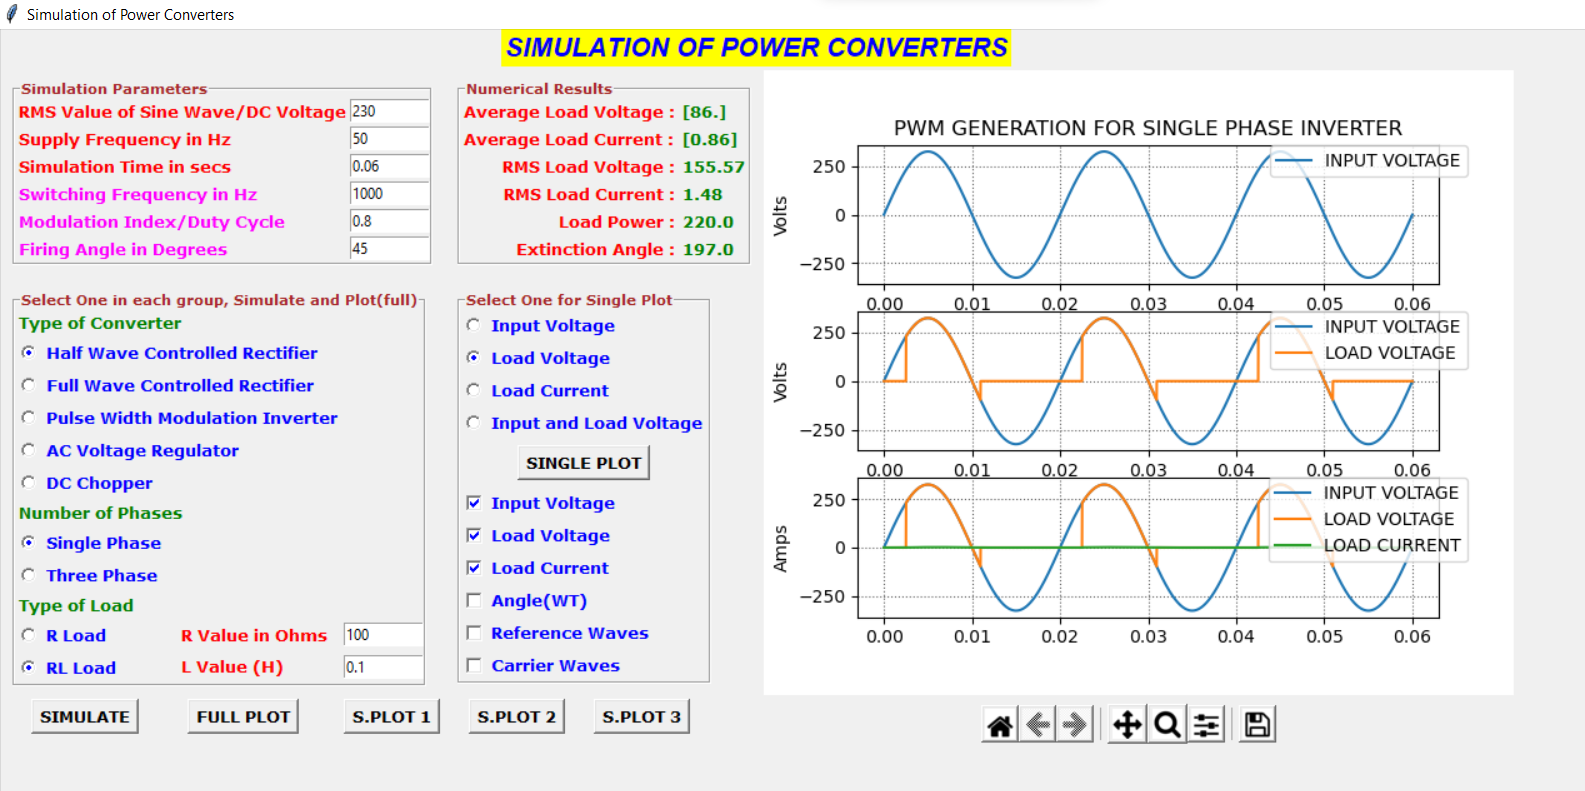 Simulation of Power Converters
SIMULATION OF POWER CONVERTERS
Simulation Parameters
RMS Value of Sine Wave/DC Voltage 230
Supply Frequency in Hz 50
Simulation Time in secs 0.06
Switching Frequency in Hz 1000
Modulation Index/Duty Cycle 0.8
Firing Angle in Degrees 45
Numerical Results
Average Load Voltage : [86.]
Average Load Current : [0.86]
RMS Load Voltage : 155.57
RMS Load Current : 1.48
Load Power : 220.0
Extinction Angle : 197.0
Select One in each group, Simulate and Plot(full)
Type of Converter
Half Wave Controlled Rectifier
Full Wave Controlled Rectifier
Pulse Width Modulation Inverter
AC Voltage Regulator
DC Chopper
Number of Phases
Single Phase
Three Phase
Type of Load
R Load R Value in Ohms 100
RL Load L Value (H) 0.1
Select One for Single Plot
Input Voltage
Load Voltage
Load Current
Input and Load Voltage
SINGLE PLOT
Input Voltage
Load Voltage
Load Current
Angle(WT)
Reference Waves
Carrier Waves
SIMULATE FULL PLOT S.PLOT 1 S.PLOT 2 S.PLOT 3
PWM GENERATION FOR SINGLE PHASE INVERTER
INPUT VOLTAGE
Volts
250
0
−250
0.00 0.01 0.02 0.03 0.04 0.05 0.06
INPUT VOLTAGE
LOAD VOLTAGE
Volts
250
0
−250
0.00 0.01 0.02 0.03 0.04 0.05 0.06
INPUT VOLTAGE
LOAD VOLTAGE
LOAD CURRENT
Amps
250
0
−250
0.00 0.01 0.02 0.03 0.04 0.05 0.06